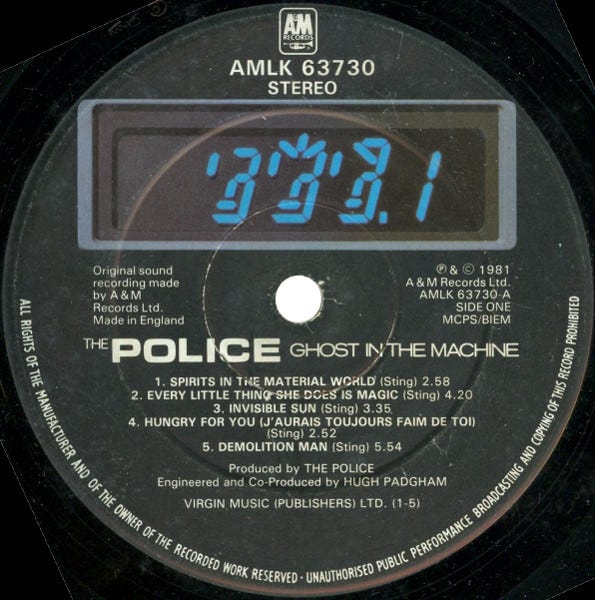 A&M
RECORDS
AMLK 63730
STEREO
Original sound
recording made
by A & M
Records Ltd.
Made in England
℗ & © 1981
A & M Records Ltd.
AMLK 63730-A
SIDE ONE
MCPS/BIEM
THE POLICE GHOST IN THE MACHINE
1. SPIRITS IN THE MATERIAL WORLD (Sting) 2.58
2. EVERY LITTLE THING SHE DOES IS MAGIC (Sting) 4.20
3. INVISIBLE SUN (Sting) 3.35
4. HUNGRY FOR YOU (J'AURAIS TOUJOURS FAIM DE TOI)
(Sting) 2.52
5. DEMOLITION MAN (Sting) 5.54
Produced by THE POLICE
Engineered and Co-Produced by HUGH PADGHAM
VIRGIN MUSIC (PUBLISHERS) LTD. (1-5)
ALL RIGHTS OF THE MANUFACTURER AND OF THE OWNER OF THE RECORDED WORK RESERVED · UNAUTHORISED PUBLIC PERFORMANCE BROADCASTING AND COPYING OF THIS RECORD PROHIBITED